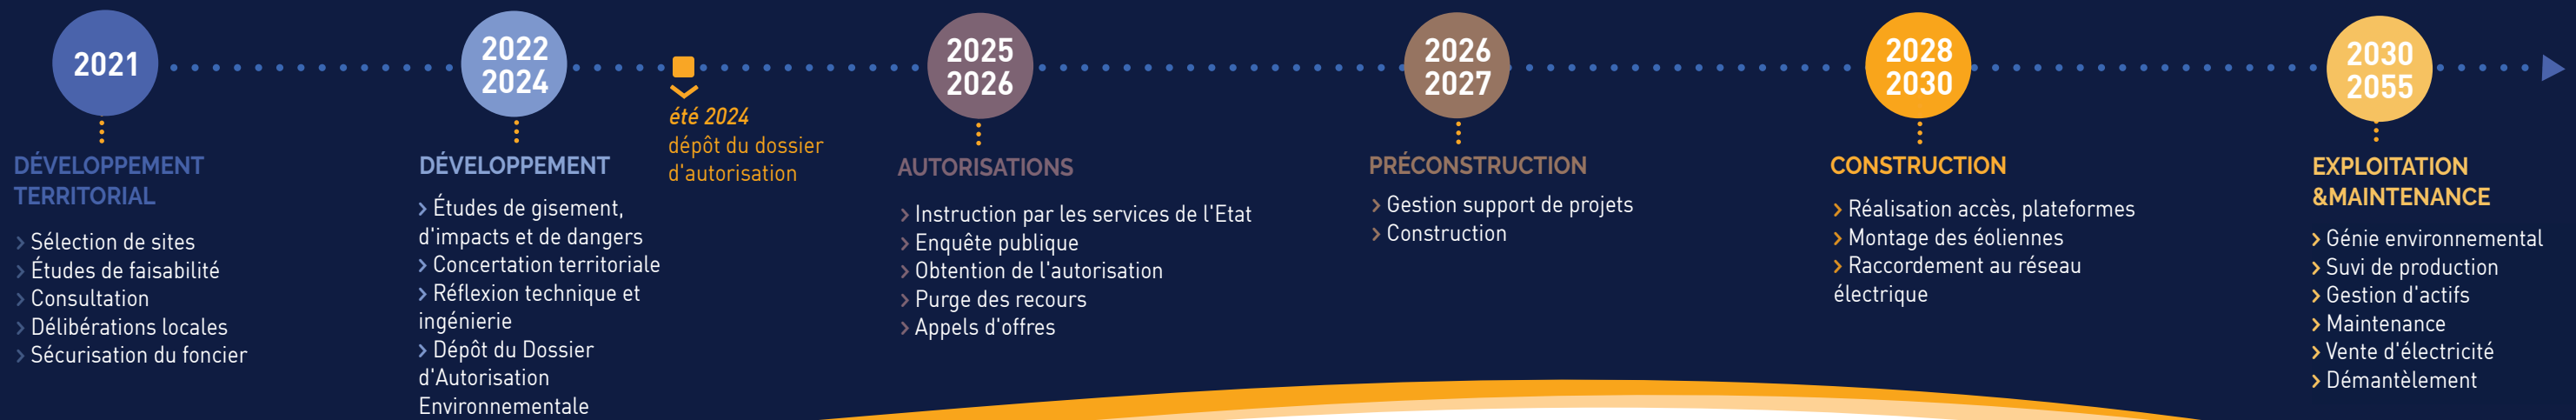 2021
DÉVELOPPEMENT
TERRITORIAL
> Sélection de sites
> Études de faisabilité
> Consultation
> Délibérations locales
> Sécurisation du foncier
2022
2024
DÉVELOPPEMENT
> Études de gisement,
d'impacts et de dangers
> Concertation territoriale
> Réflexion technique et
ingénierie
> Dépôt du Dossier
d'Autorisation
Environnementale
été 2024
dépôt du dossier
d'autorisation
2025
2026
AUTORISATIONS
> Instruction par les services de l'Etat
> Enquête publique
> Obtention de l'autorisation
> Purge des recours
> Appels d'offres
2026
2027
PRÉCONSTRUCTION
> Gestion support de projets
> Construction
2028
2030
CONSTRUCTION
> Réalisation accès, plateformes
> Montage des éoliennes
> Raccordement au réseau
électrique
2030
2055
EXPLOITATION
&MAINTENANCE
> Génie environnemental
> Suvi de production
> Gestion d'actifs
> Maintenance
> Vente d'électricité
> Démantèlement